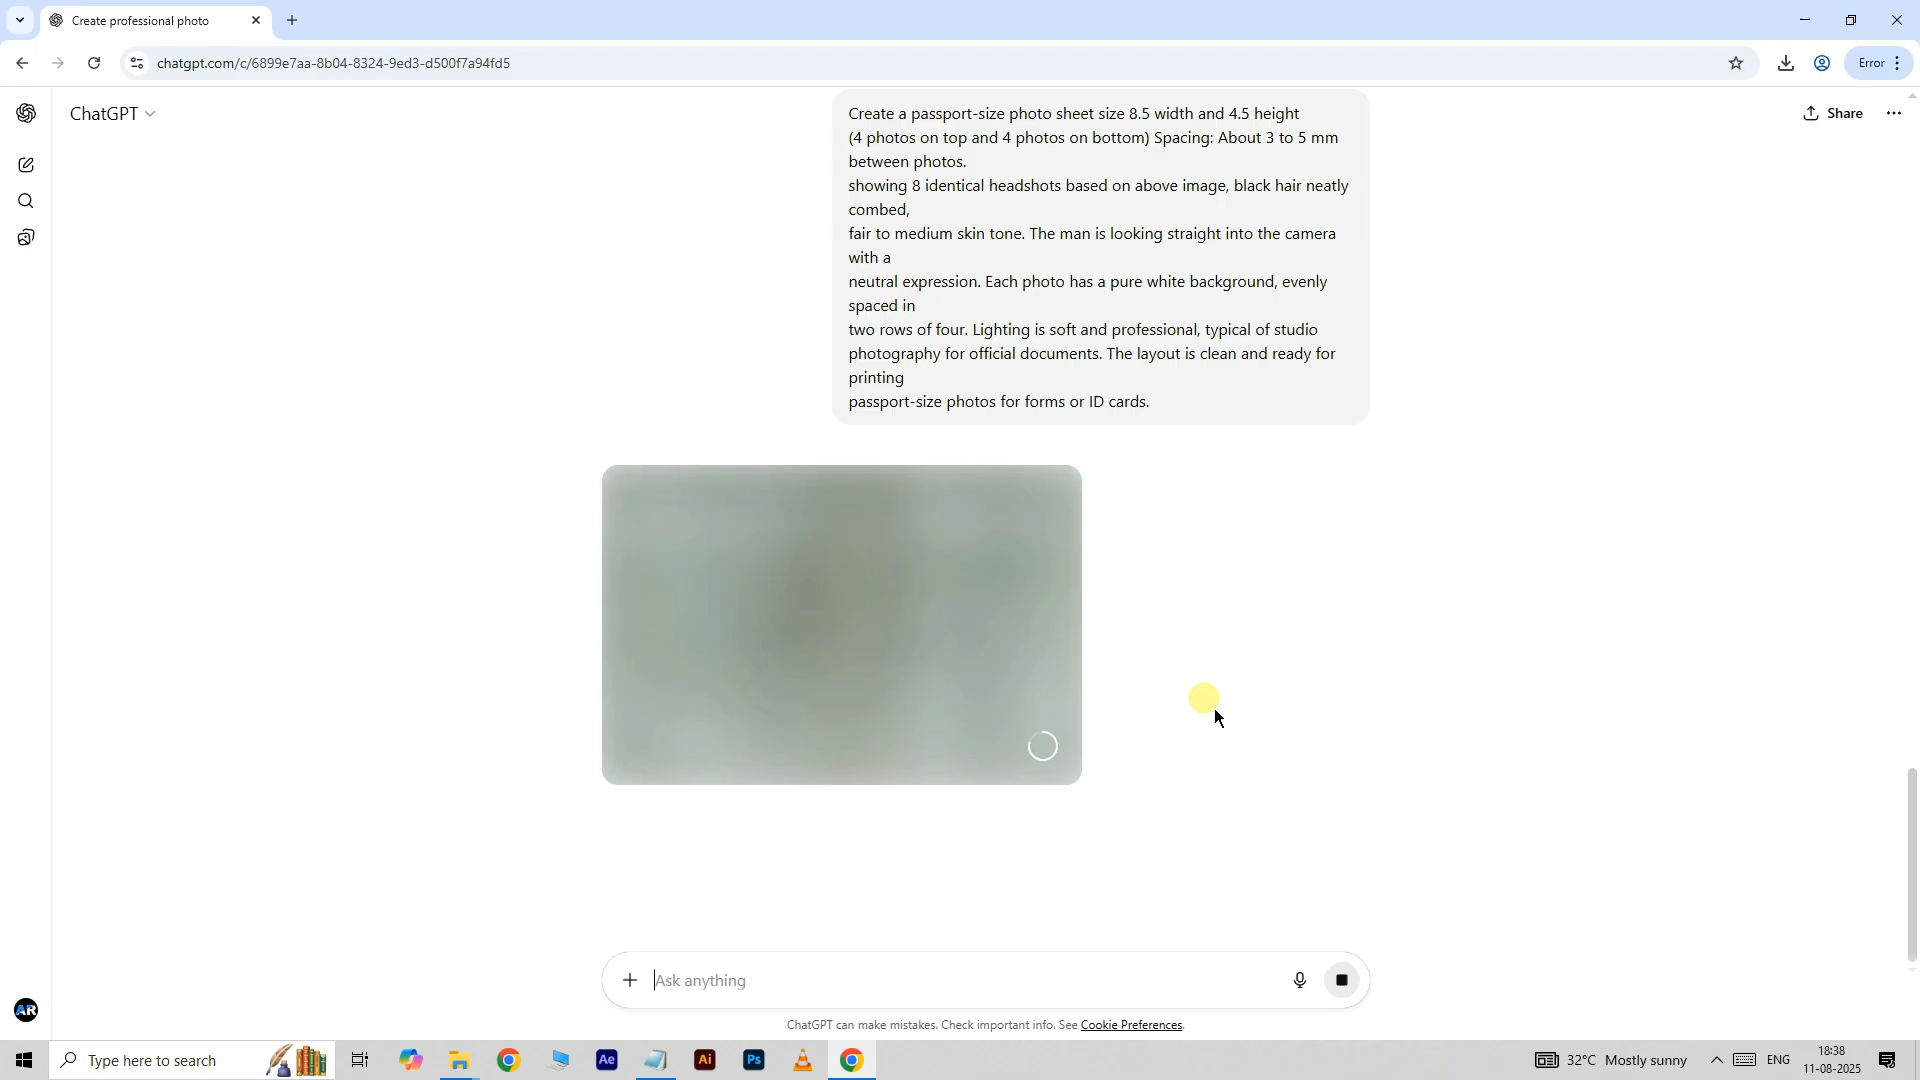 Create professional photo
chatgpt.com/c/6899e7aa-8b04-8324-9ed3-d500f7a94fd5
Error
ChatGPT
Share
Create a passport-size photo sheet size 8.5 width and 4.5 height
(4 photos on top and 4 photos on bottom) Spacing: About 3 to 5 mm
between photos.
showing 8 identical headshots based on above image, black hair neatly
combed,
fair to medium skin tone. The man is looking straight into the camera
with a
neutral expression. Each photo has a pure white background, evenly
spaced in
two rows of four. Lighting is soft and professional, typical of studio
photography for official documents. The layout is clean and ready for
printing
passport-size photos for forms or ID cards.
Ask anything
AR
ChatGPT can make mistakes. Check important info. See Cookie Preferences.
Type here to search
Ae
Ai
Ps
32°C Mostly sunny
ENG
18:38
11-08-2025